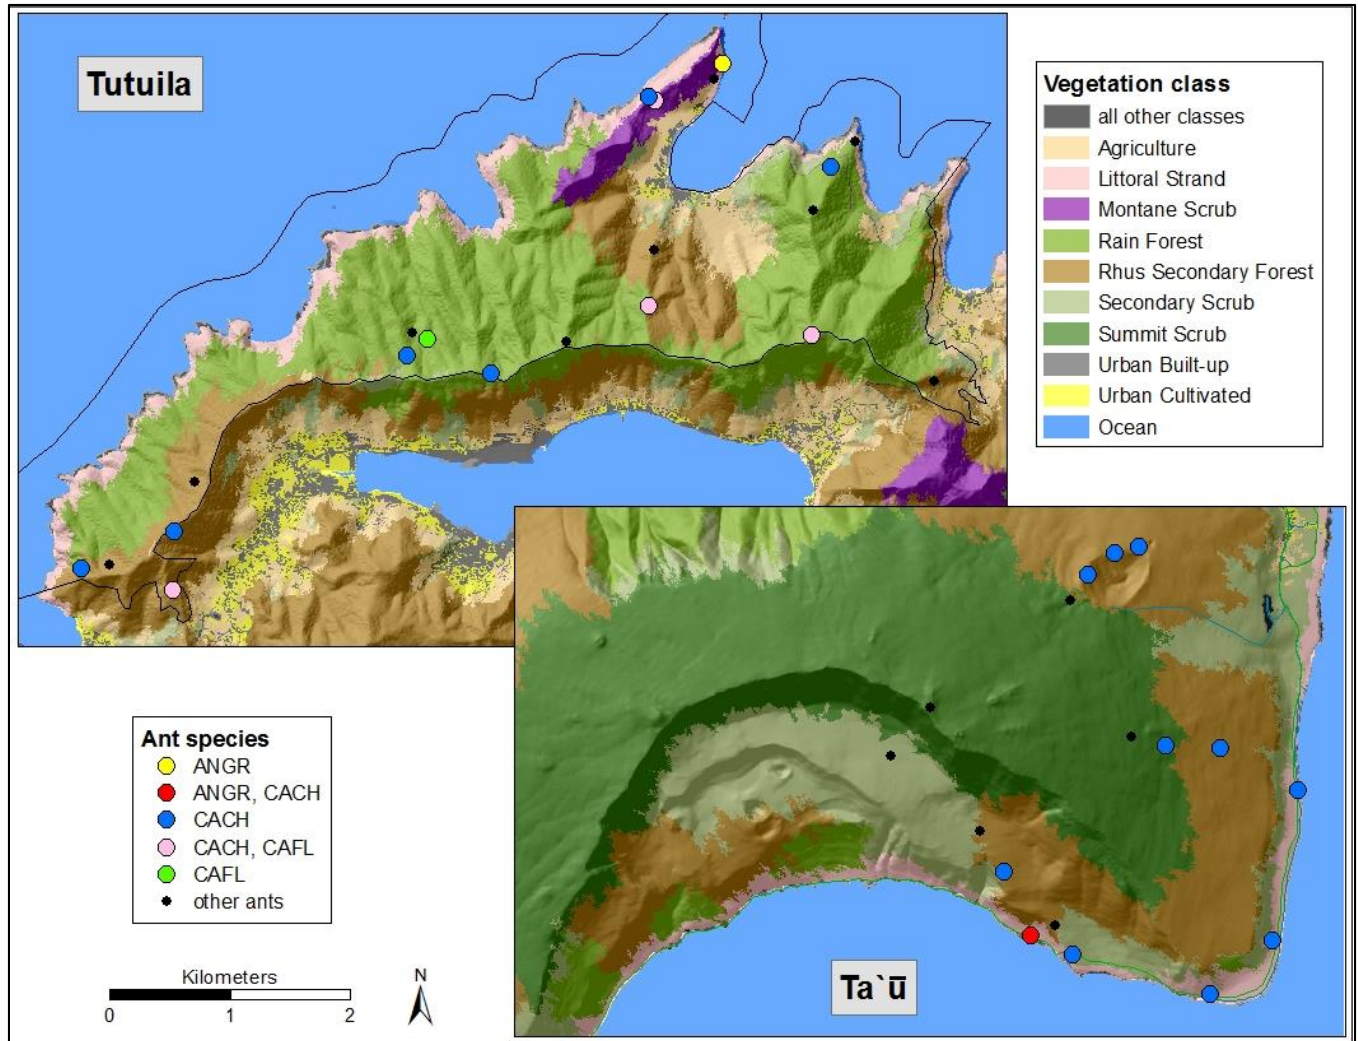 Tutuila
Vegetation class
all other classes
Agriculture
Littoral Strand
Montane Scrub
Rain Forest
Rhus Secondary Forest
Secondary Scrub
Summit Scrub
Urban Built-up
Urban Cultivated
Ocean
Ant species
ANGR
ANGR, CACH
CACH
CACH, CAFL
CAFL
other ants
Kilometers
0 1 2
N
Ta`ū